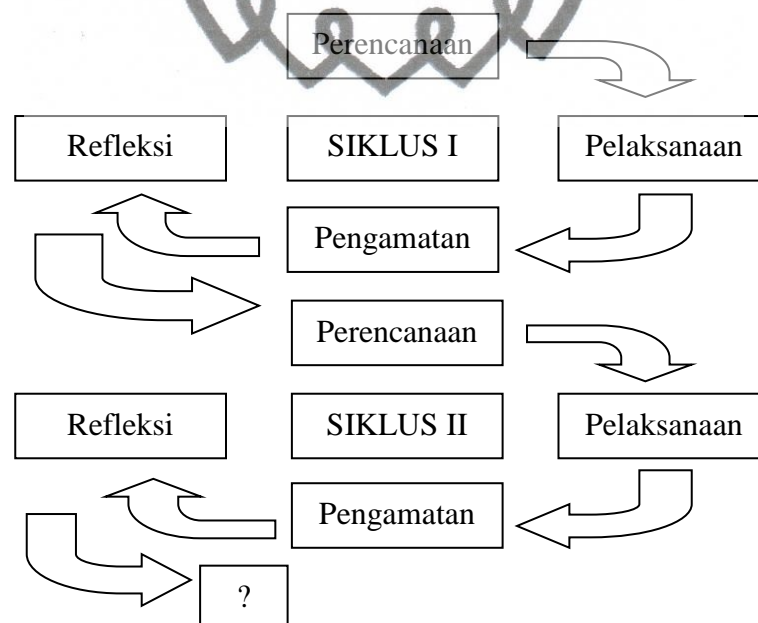 Perencanaan
Refleksi
SIKLUS I
Pelaksanaan
Pengamatan
Perencanaan
Refleksi
SIKLUS II
Pelaksanaan
Pengamatan
?